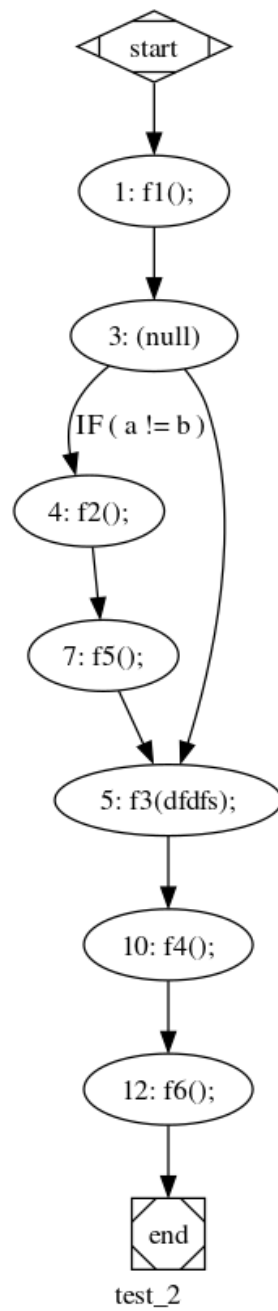 start
1: f1();
3: (null)
IF ( a != b )
4: f2();
7: f5();
5: f3(dfdfs);
10: f4();
12: f6();
end
test_2